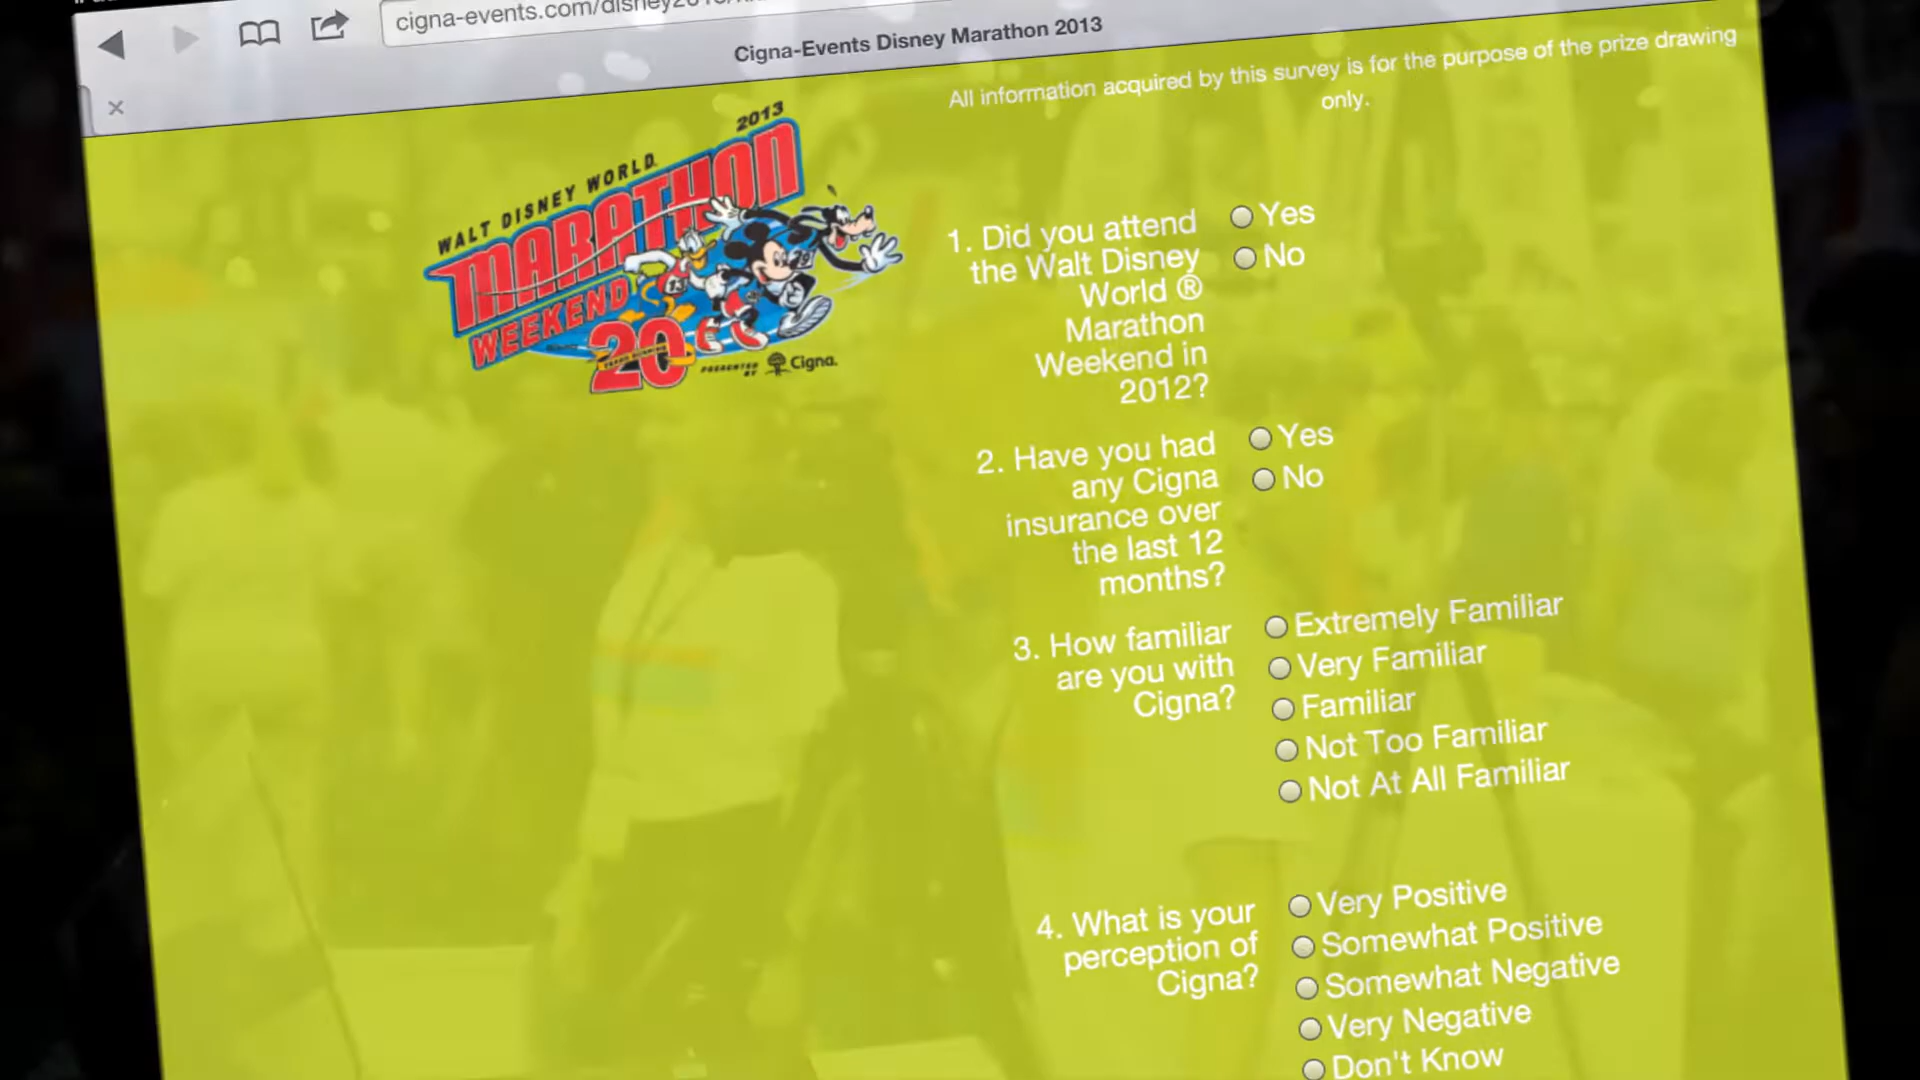 cigna-events.com/disney2013/
Cigna-Events Disney Marathon 2013
All information acquired by this survey is for the purpose of the prize drawing
only.
2013
WALT DISNEY WORLD
MARATHON
WEEKEND
20
13
PRESENTED
BY
Cigna.
1. Did you attend
the Walt Disney
World ®
Marathon
Weekend in
2012?
Yes
No
2. Have you had
any Cigna
insurance over
the last 12
months?
Yes
No
3. How familiar
are you with
Cigna?
Extremely Familiar
Very Familiar
Familiar
Not Too Familiar
Not At All Familiar
4. What is your
perception of
Cigna?
Very Positive
Somewhat Positive
Somewhat Negative
Very Negative
Don't Know